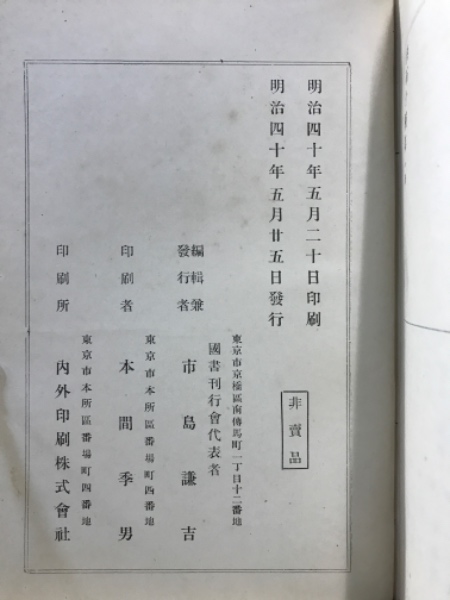 明治四十年五月二十日印刷
明治四十年五月廿五日發行
非賣品
東京市京橋區南傳馬町一丁目十二番地
國書刊行會代表者
編輯兼
發行者
市島謙吉
東京市本所區番場町四番地
印刷者
本間季男
東京市本所區番場町四番地
印刷所
內外印刷株式會社